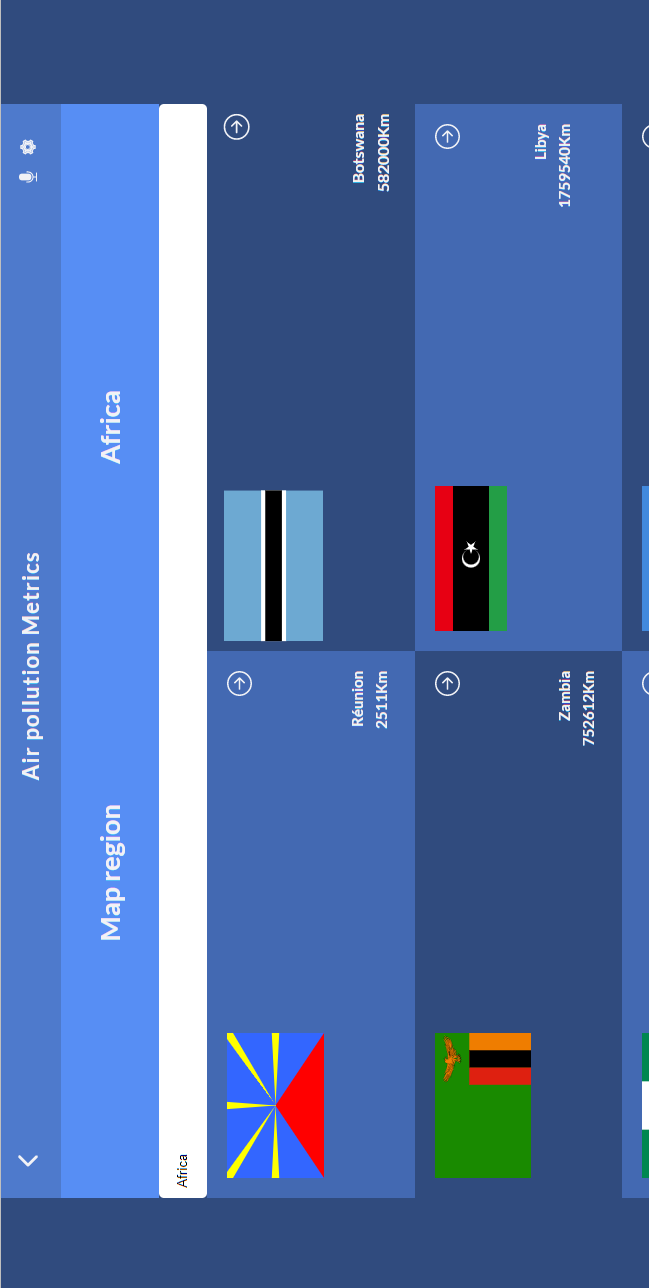 Air pollution Metrics
Map region
Africa
Africa
Réunion
2511Km
Botswana
582000Km
Zambia
752612Km
Libya
1759540Km